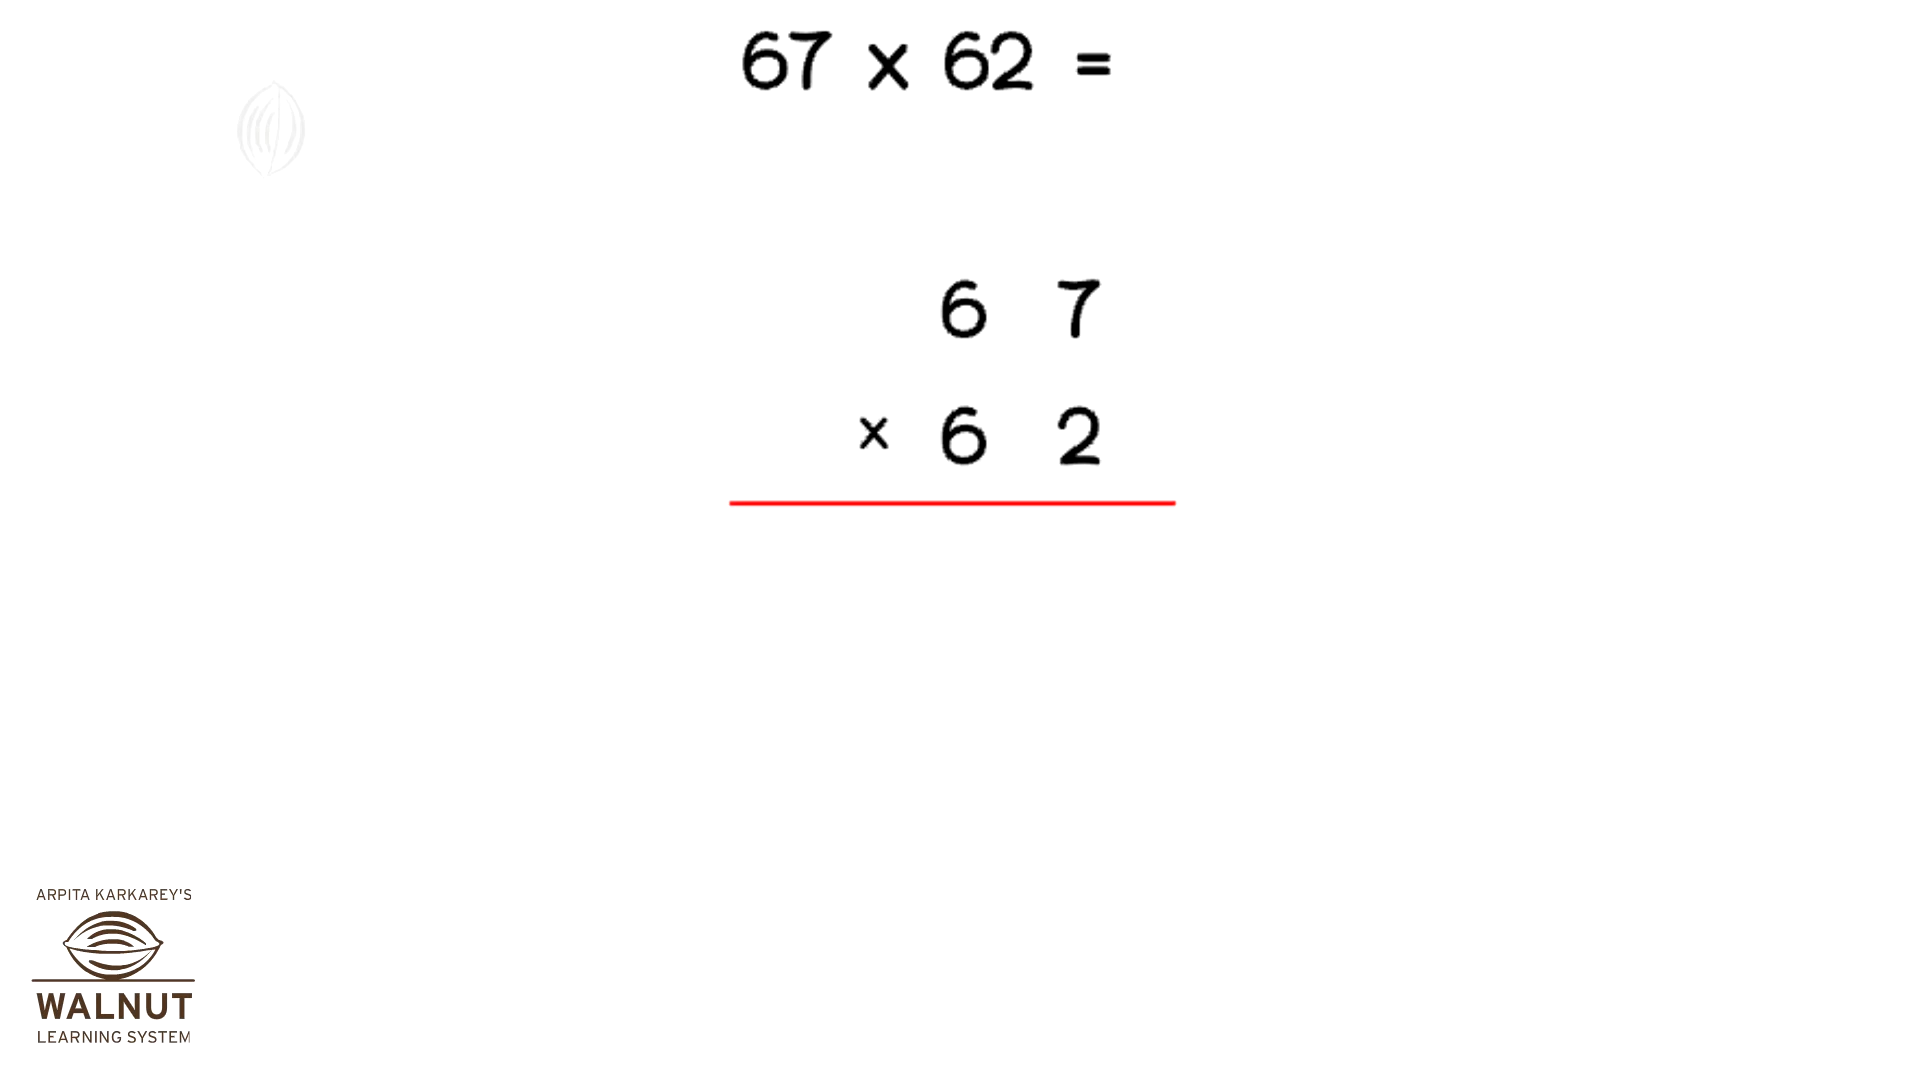 67 x 62 =
6 7
x 6 2
ARPITA KARKAREY'S
WALNUT
LEARNING SYSTEM